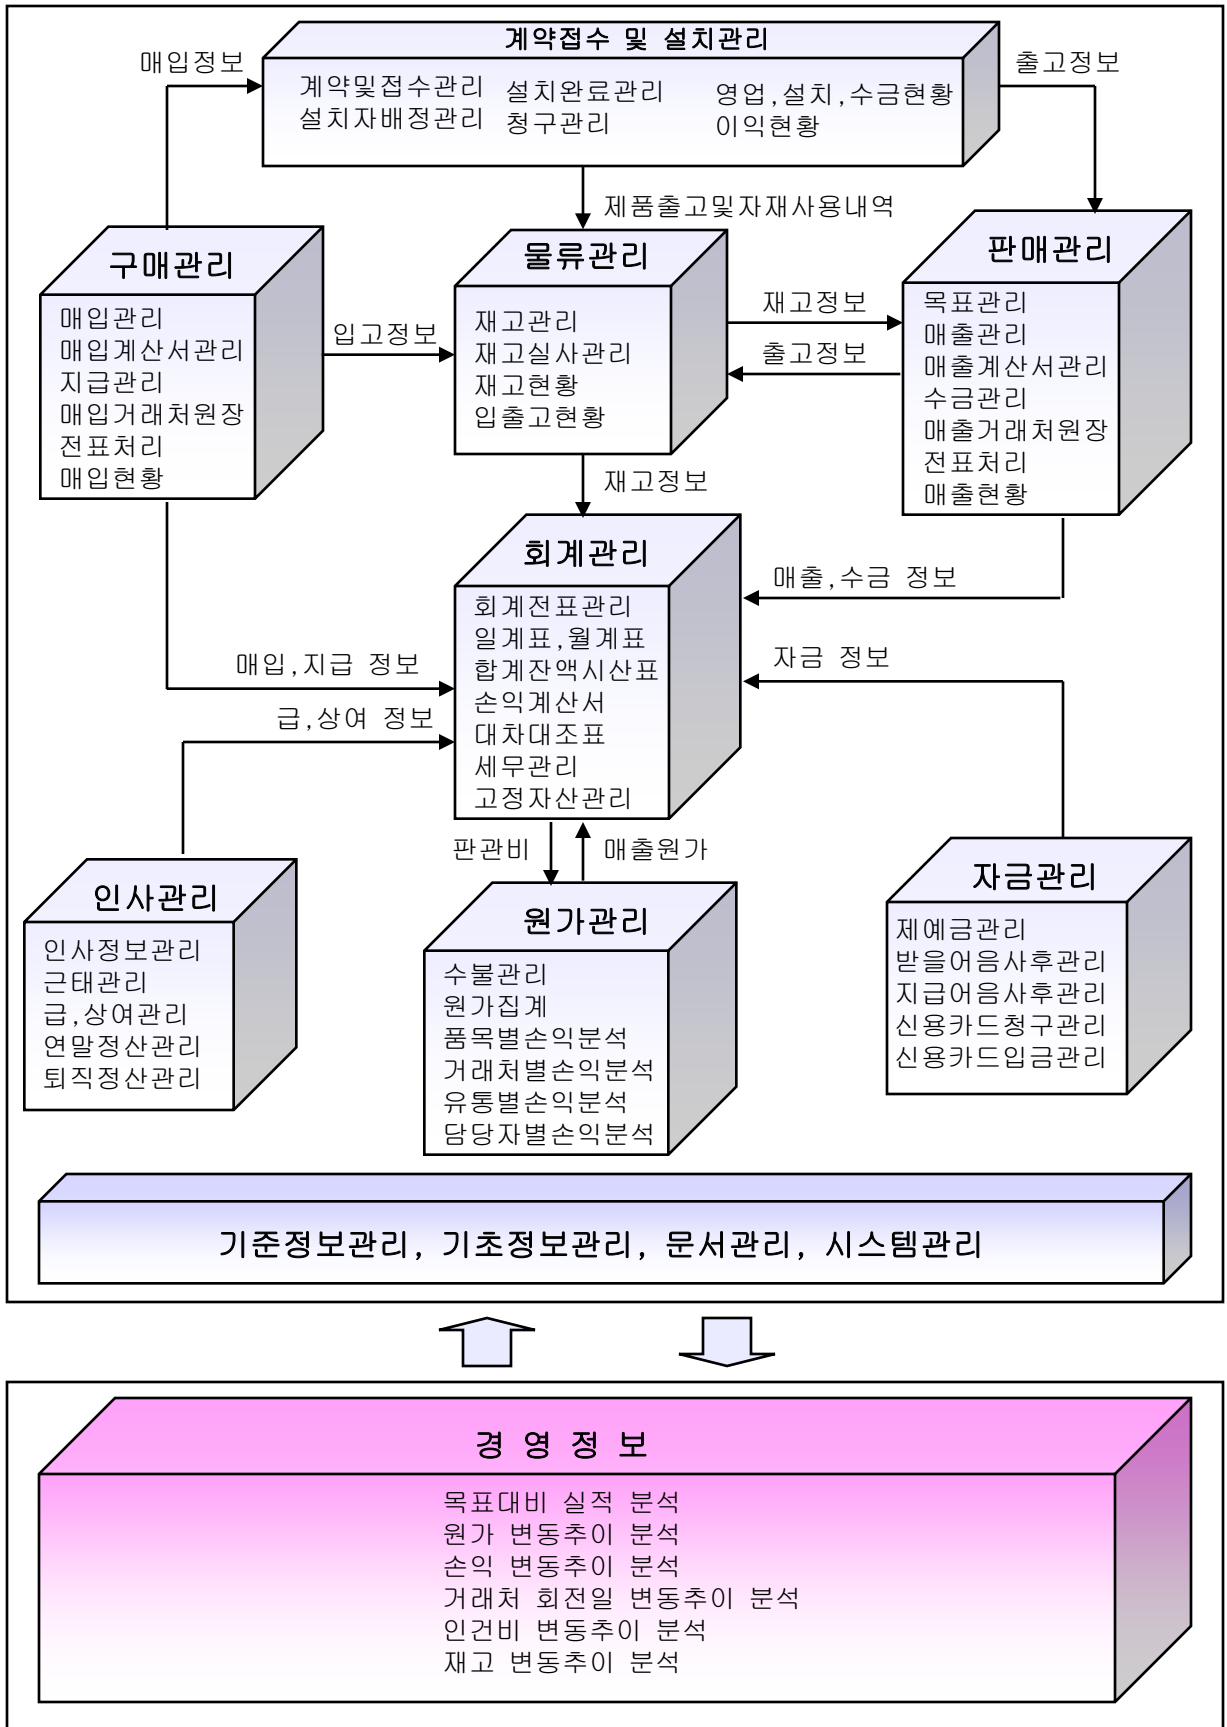 계약접수 및 설치관리
매입정보
출고정보
계약및접수관리
설치자배정관리
설치완료관리
청구관리
영업,설치,수금현황
이익현황
제품출고및자재사용내역
구매관리
매입관리
매입계산서관리
지급관리
매입거래처원장
전표처리
매입현황
입고정보
물류관리
재고관리
재고실사관리
재고현황
입출고현황
재고정보
출고정보
판매관리
목표관리
매출관리
매출계산서관리
수금관리
매출거래처원장
전표처리
매출현황
재고정보
회계관리
회계전표관리
일계표,월계표
합계잔액시산표
손익계산서
대차대조표
세무관리
고정자산관리
매출,수금 정보
매입,지급 정보
자금 정보
급,상여 정보
판관비
매출원가
인사관리
인사정보관리
근태관리
급,상여관리
연말정산관리
퇴직정산관리
원가관리
수불관리
원가집계
품목별손익분석
거래처별손익분석
유통별손익분석
담당자별손익분석
자금관리
제예금관리
받을어음사후관리
지급어음사후관리
신용카드청구관리
신용카드입금관리
기준정보관리, 기초정보관리, 문서관리, 시스템관리
경 영 정 보
목표대비 실적 분석
원가 변동추이 분석
손익 변동추이 분석
거래처 회전일 변동추이 분석
인건비 변동추이 분석
재고 변동추이 분석